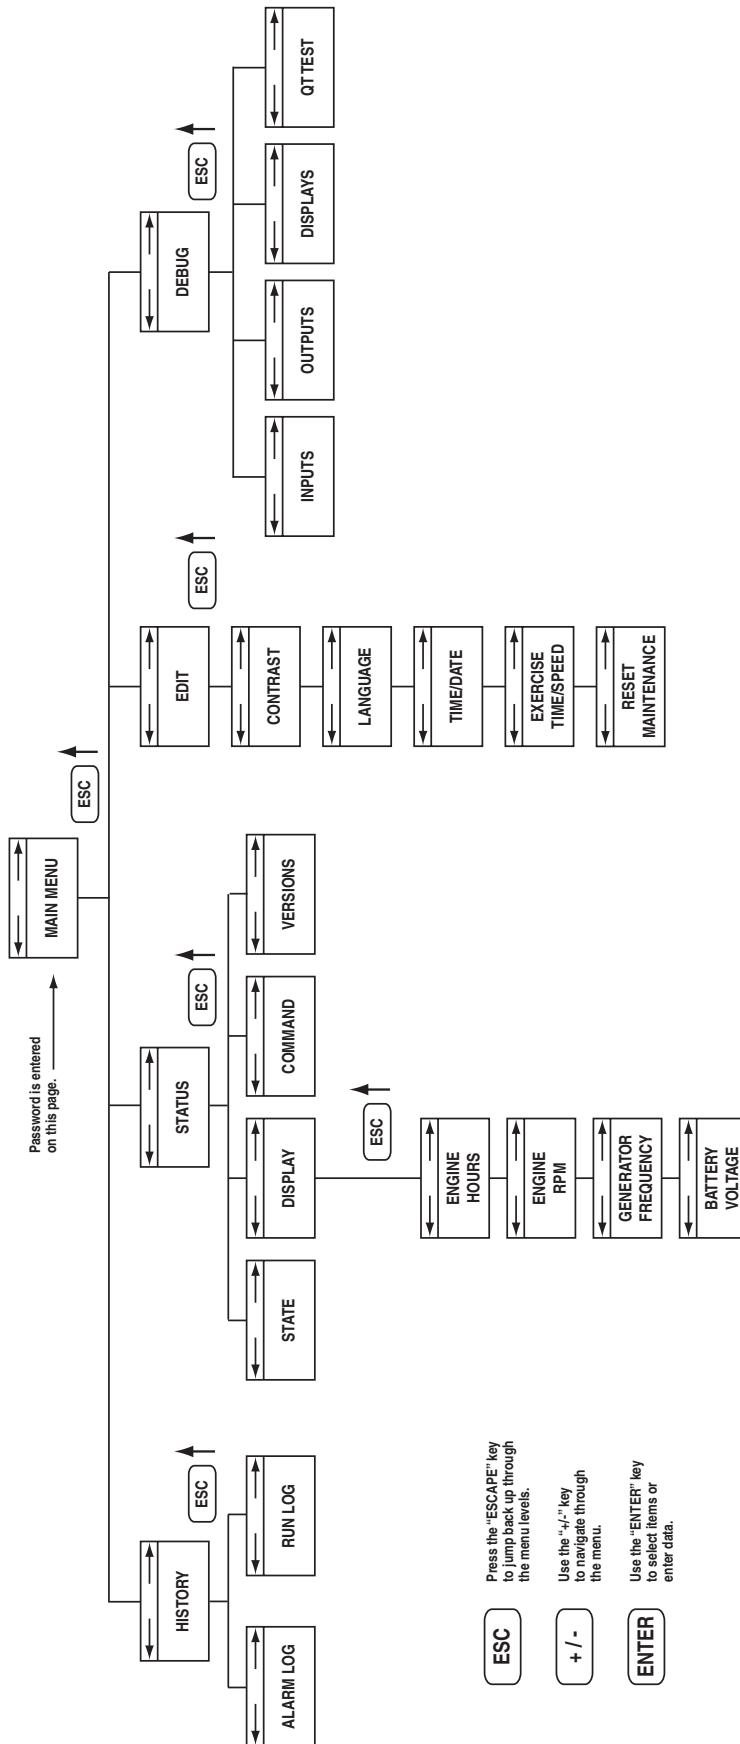 MAIN MENU
ESC
Password is entered
on this page.
HISTORY
ESC
ALARM LOG
RUN LOG
STATUS
ESC
STATE
DISPLAY
COMMAND
VERSIONS
ESC
ENGINE
HOURS
ENGINE
RPM
GENERATOR
FREQUENCY
BATTERY
VOLTAGE
EDIT
ESC
CONTRAST
LANGUAGE
TIME/DATE
EXERCISE
TIME/SPEED
RESET
MAINTENANCE
DEBUG
ESC
INPUTS
OUTPUTS
DISPLAYS
QT TEST
ESC
Press the "ESCAPE" key
to jump back up through
the menu levels.
+ / -
Use the "+/-" key
to navigate through
the menu.
ENTER
Use the "ENTER" key
to select items or
enter data.